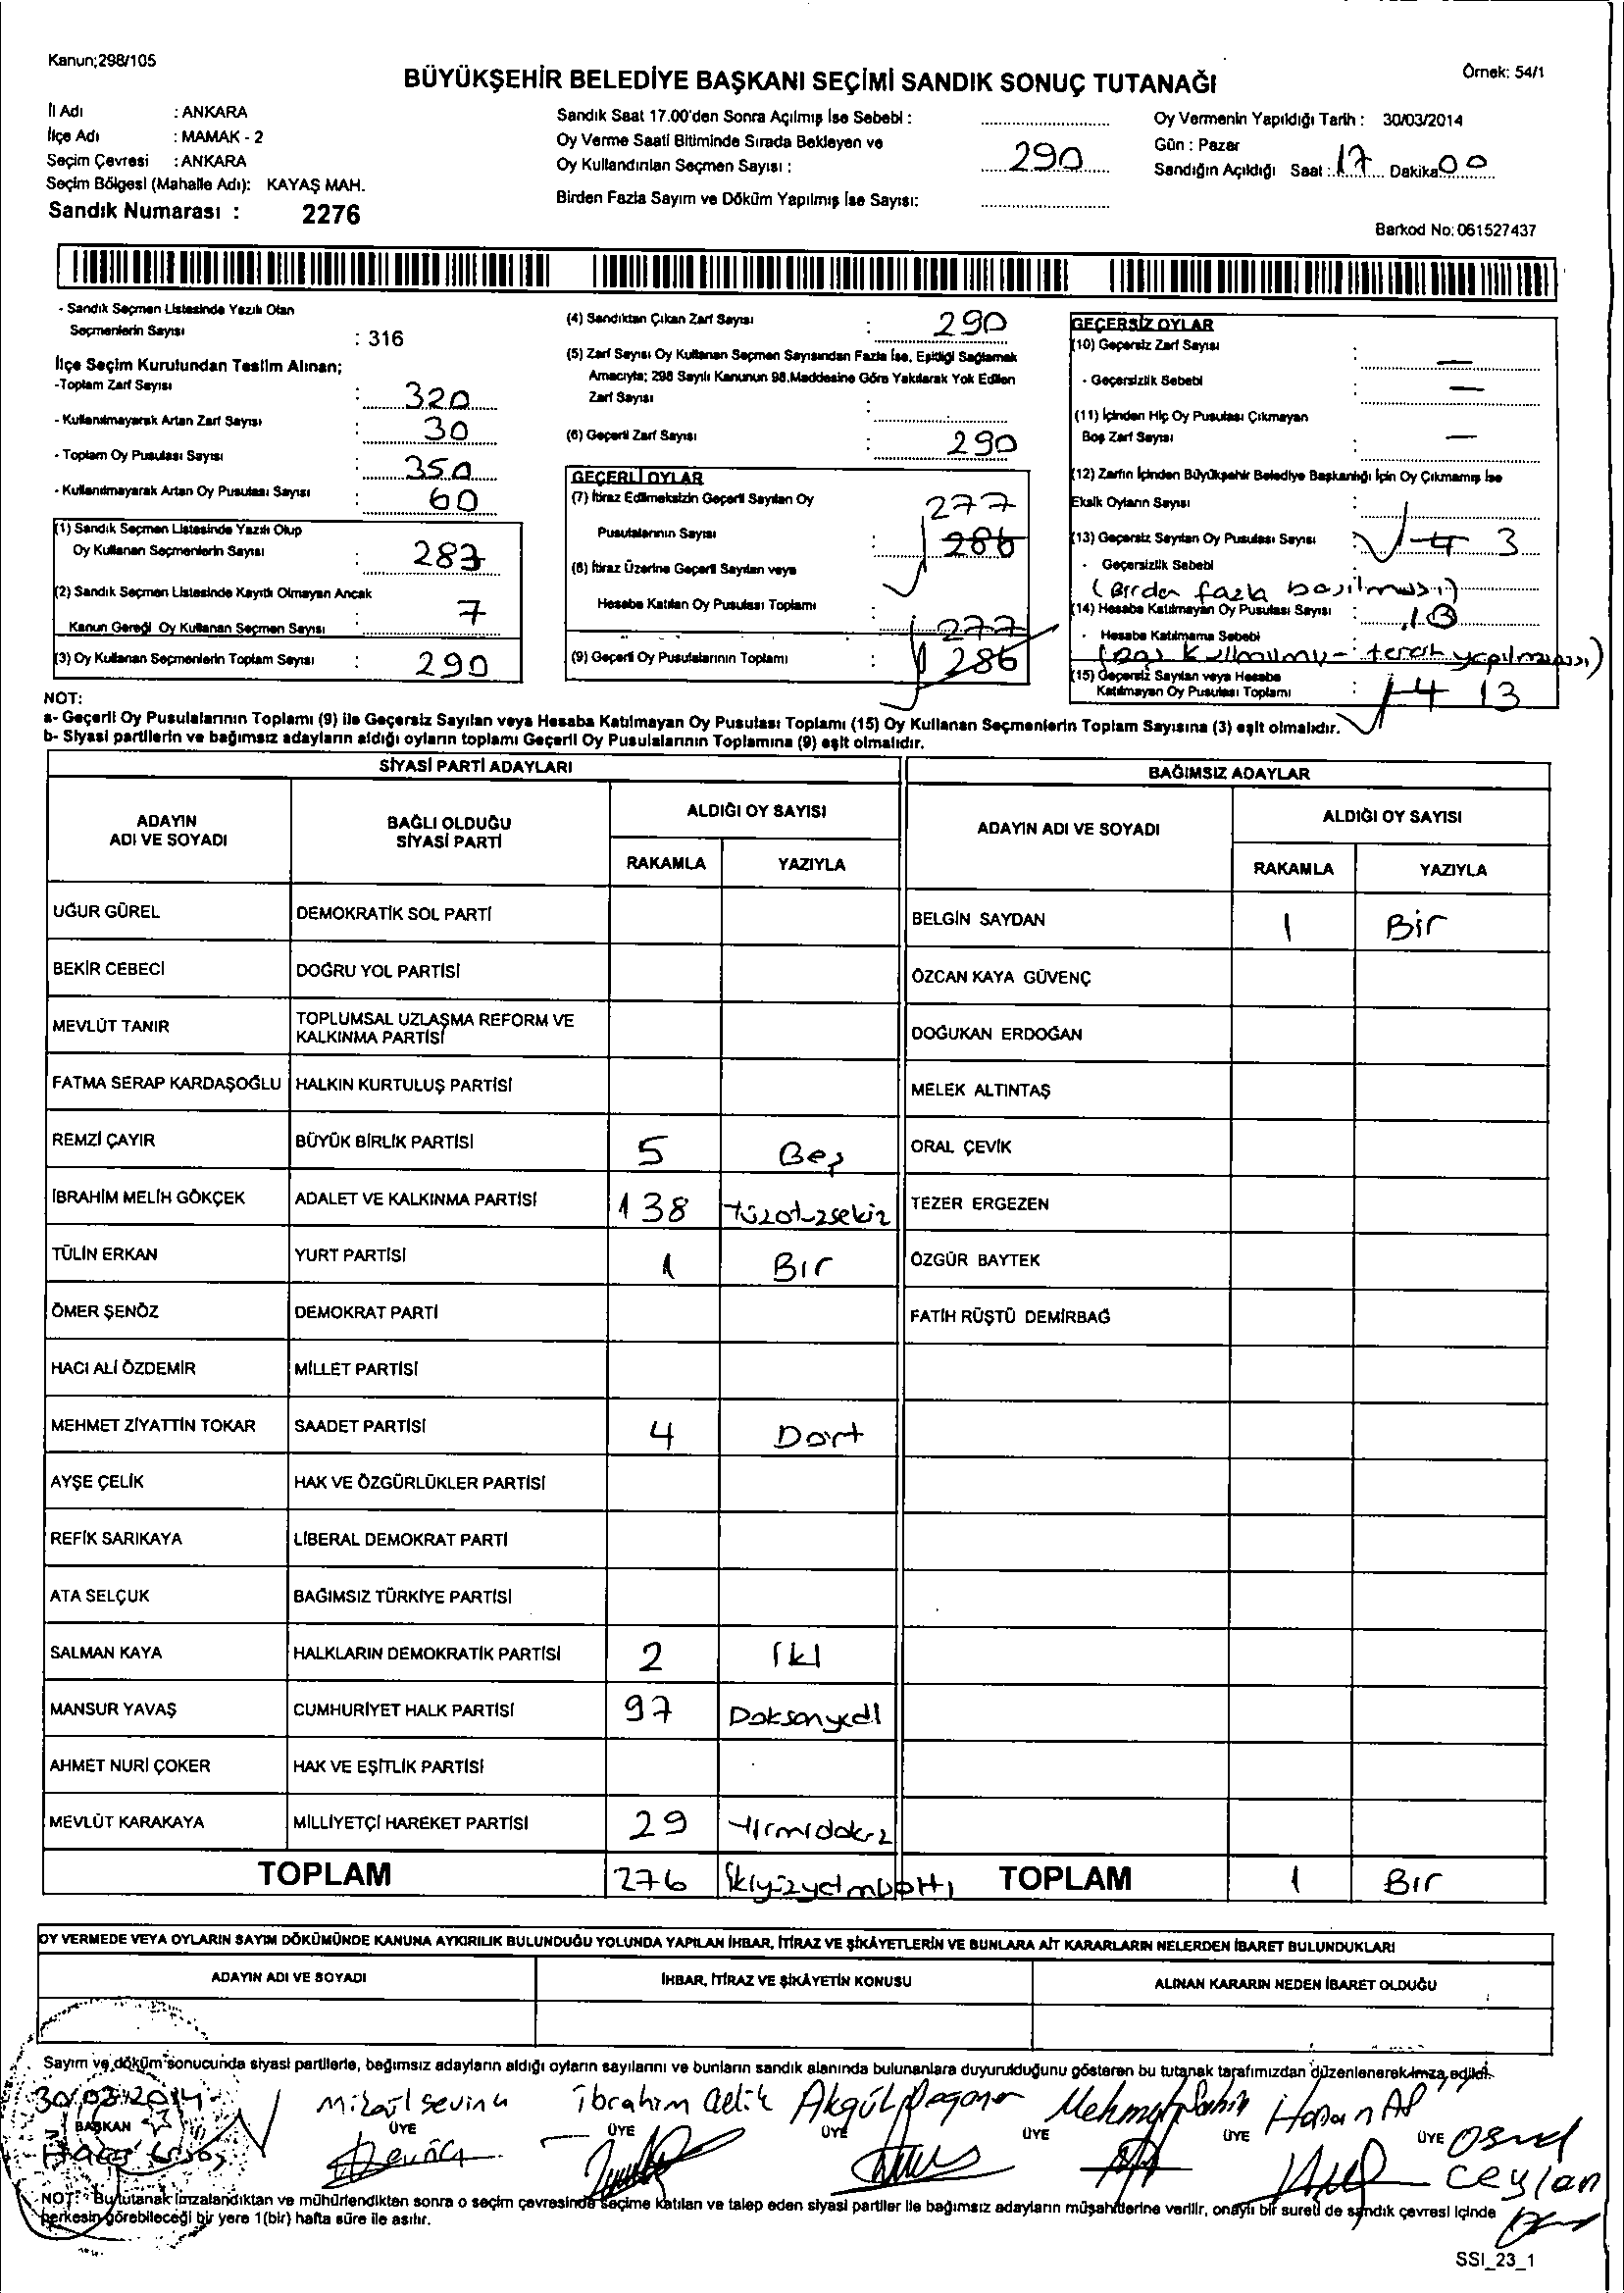 Kanun;298/105
BÜYÜKŞEHİR BELEDİYE BAŞKANI SEÇİMİ SANDIK SONUÇ TUTANAĞI
Örnek: 54/1
İl Adı : ANKARA
İlçe Adı : MAMAK - 2
Seçim Çevresi : ANKARA
Seçim Bölgesi (Mahalle Adı): KAYAŞ MAH.
Sandık Numarası : 2276
Sandık Saat 17.00'den Sonra Açılmış İse Sebebi :
Oy Verme Saati Bitiminde Sırada Bekleyen ve
Oy Kullandırılan Seçmen Sayısı : 290
Birden Fazla Sayım ve Döküm Yapılmış İse Sayısı:
Oy Vermenin Yapıldığı Tarih : 30/03/2014
Gün : Pazar
Sandığın Açıldığı Saat : 17 Dakika 00
Barkod No: 061527437
- Sandık Seçmen Listesinde Yazılı Olan
Seçmenlerin Sayısı : 316
İlçe Seçim Kurulundan Teslim Alınan;
-Toplam Zarf Sayısı : 320
- Kullanılmayarak Artan Zarf Sayısı : 30
- Toplam Oy Pusulası Sayısı : 350
- Kullanılmayarak Artan Oy Pusulası Sayısı : 60
(1) Sandık Seçmen Listesinde Yazılı Olup
Oy Kullanan Seçmenlerin Sayısı : 283
(2) Sandık Seçmen Listesinde Kayıtlı Olmayan Ancak
Kanun Gereği Oy Kullanan Seçmen Sayısı : 7
(3) Oy Kullanan Seçmenlerin Toplam Sayısı : 290
(4) Sandıktan Çıkan Zarf Sayısı : 290
(5) Zarf Sayısı Oy Kullanan Seçmen Sayısından Fazla İse, Eşitliği Sağlamak
Amacıyla; 298 Sayılı Kanunun 98.Maddesine Göre Yakılarak Yok Edilen
Zarf Sayısı :
(6) Geçerli Zarf Sayısı : 290
GEÇERLİ OYLAR
(7) İtiraz Edilmeksizin Geçerli Sayılan Oy 277
Pusulalarının Sayısı : 286
(8) İtiraz Üzerine Geçerli Sayılan veya
Hesaba Katılan Oy Pusulası Toplamı :
277
(9) Geçerli Oy Pusulalarının Toplamı : 286
GEÇERSİZ OYLAR
(10) Geçersiz Zarf Sayısı : —
- Geçersizlik Sebebi : —
(11) İçinden Hiç Oy Pusulası Çıkmayan
Boş Zarf Sayısı : —
(12) Zarfın İçinden Büyükşehir Belediye Başkanlığı İçin Oy Çıkmamış İse
Eksik Oyların Sayısı :
(13) Geçersiz Sayılan Oy Pusulası Sayısı : 4 3
- Geçersizlik Sebebi
(Birden fazla basılması)
(14) Hesaba Katılmayan Oy Pusulası Sayısı : 10
- Hesaba Katılmama Sebebi
(Boş Kullanılmış - tercih yapılmaması)
(15) Geçersiz Sayılan veya Hesaba
Katılmayan Oy Pusulası Toplamı : 4 13
NOT:
a- Geçerli Oy Pusulalarının Toplamı (9) ile Geçersiz Sayılan veya Hesaba Katılmayan Oy Pusulası Toplamı (15) Oy Kullanan Seçmenlerin Toplam Sayısına (3) eşit olmalıdır.
b- Siyasi partilerin ve bağımsız adayların aldığı oyların toplamı Geçerli Oy Pusulalarının Toplamına (9) eşit olmalıdır.
SİYASİ PARTİ ADAYLARI
BAĞIMSIZ ADAYLAR
ADAYIN
ADI VE SOYADI
BAĞLI OLDUĞU
SİYASİ PARTİ
ALDIĞI OY SAYISI
RAKAMLA YAZIYLA
ADAYIN ADI VE SOYADI
ALDIĞI OY SAYISI
RAKAMLA YAZIYLA
UĞUR GÜREL DEMOKRATİK SOL PARTİ BELGİN SAYDAN 1 Bir
BEKİR CEBECİ DOĞRU YOL PARTİSİ ÖZCAN KAYA GÜVENÇ
MEVLÜT TANIR TOPLUMSAL UZLAŞMA REFORM VE
KALKINMA PARTİSİ DOĞUKAN ERDOĞAN
FATMA SERAP KARDAŞOĞLU HALKIN KURTULUŞ PARTİSİ MELEK ALTINTAŞ
REMZİ ÇAYIR BÜYÜK BİRLİK PARTİSİ 5 Beş ORAL ÇEVİK
İBRAHİM MELİH GÖKÇEK ADALET VE KALKINMA PARTİSİ 138 Yüzotuzsekiz TEZER ERGEZEN
TÜLİN ERKAN YURT PARTİSİ 1 Bır ÖZGÜR BAYTEK
ÖMER ŞENÖZ DEMOKRAT PARTİ FATİH RÜŞTÜ DEMİRBAĞ
HACI ALİ ÖZDEMİR MİLLET PARTİSİ
MEHMET ZİYATTİN TOKAR SAADET PARTİSİ 4 Dört
AYŞE ÇELİK HAK VE ÖZGÜRLÜKLER PARTİSİ
REFİK SARIKAYA LİBERAL DEMOKRAT PARTİ
ATA SELÇUK BAĞIMSIZ TÜRKİYE PARTİSİ
SALMAN KAYA HALKLARIN DEMOKRATİK PARTİSİ 2 İkı
MANSUR YAVAŞ CUMHURİYET HALK PARTİSİ 97 Doksanyedı
AHMET NURİ ÇOKER HAK VE EŞİTLİK PARTİSİ
MEVLÜT KARAKAYA MİLLİYETÇİ HAREKET PARTİSİ 29 Yırmıdokuz
TOPLAM 276 İkiyüzyetmişaltı TOPLAM 1 Bır
OY VERMEDE VEYA OYLARIN SAYIM DÖKÜMÜNDE KANUNA AYKIRILIK BULUNDUĞU YOLUNDA YAPILAN İHBAR, İTİRAZ VE ŞİKÂYETLERİN VE BUNLARA AİT KARARLARIN NELERDEN İBARET BULUNDUKLARI
ADAYIN ADI VE SOYADI İHBAR, İTİRAZ VE ŞİKÂYETİN KONUSU ALINAN KARARIN NEDEN İBARET OLDUĞU
Sayım ve döküm sonucunda siyasi partilerle, bağımsız adayların aldığı oyların sayılarını ve bunların sandık alanında bulunanlara duyurulduğunu gösteren bu tutanak tarafımızdan düzenlenerek imza edildi.
30/03/2014
Mikail Sevinç İbrahim Çelik Akgül Mehmet Şahin Hasan Al
BAŞKAN ÜYE ÜYE ÜYE ÜYE ÜYE ÜYE
Ceylan
NOT: Bu tutanak imzalandıktan ve mühürlendikten sonra o seçim çevresinde seçime katılan ve talep eden siyasi partiler ile bağımsız adayların müşahitlerine verilir, onaylı bir sureti de sandık çevresi içinde
herkesin görebileceği bir yere 1(bir) hafta süre ile asılır.
SSI_23_1